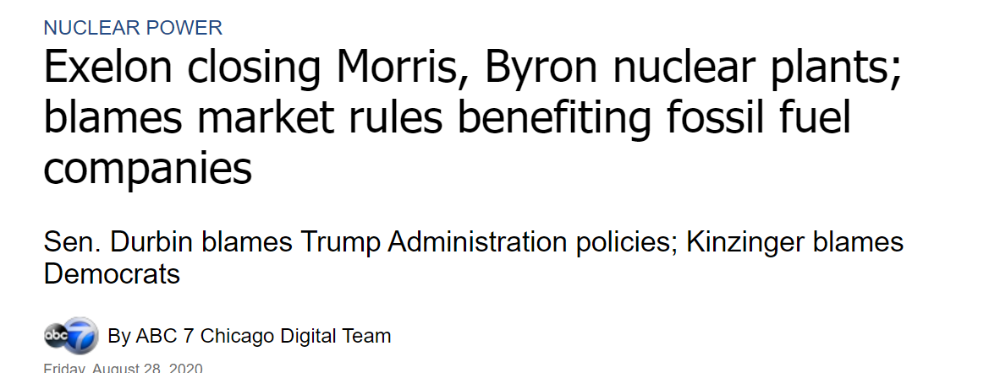 NUCLEAR POWER
Exelon closing Morris, Byron nuclear plants;
blames market rules benefiting fossil fuel
companies
Sen. Durbin blames Trump Administration policies; Kinzinger blames
Democrats
abc 7 By ABC 7 Chicago Digital Team
Friday, August 28, 2020